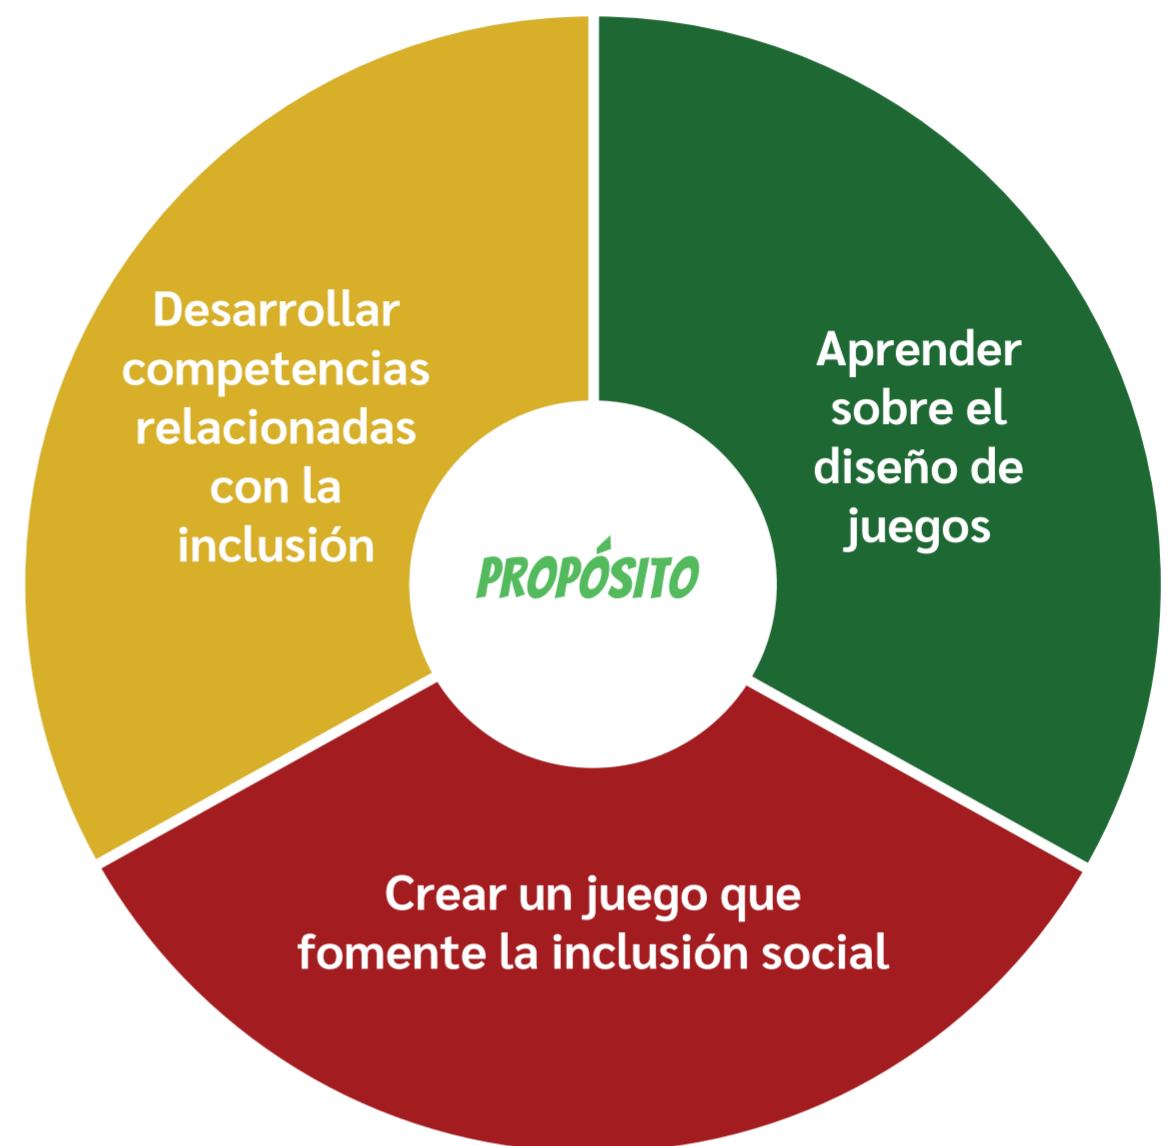 Desarrollar
competencias
relacionadas
con la
inclusión
Aprender
sobre el
diseño de
juegos
PROPÓSITO
Crear un juego que
fomente la inclusión social